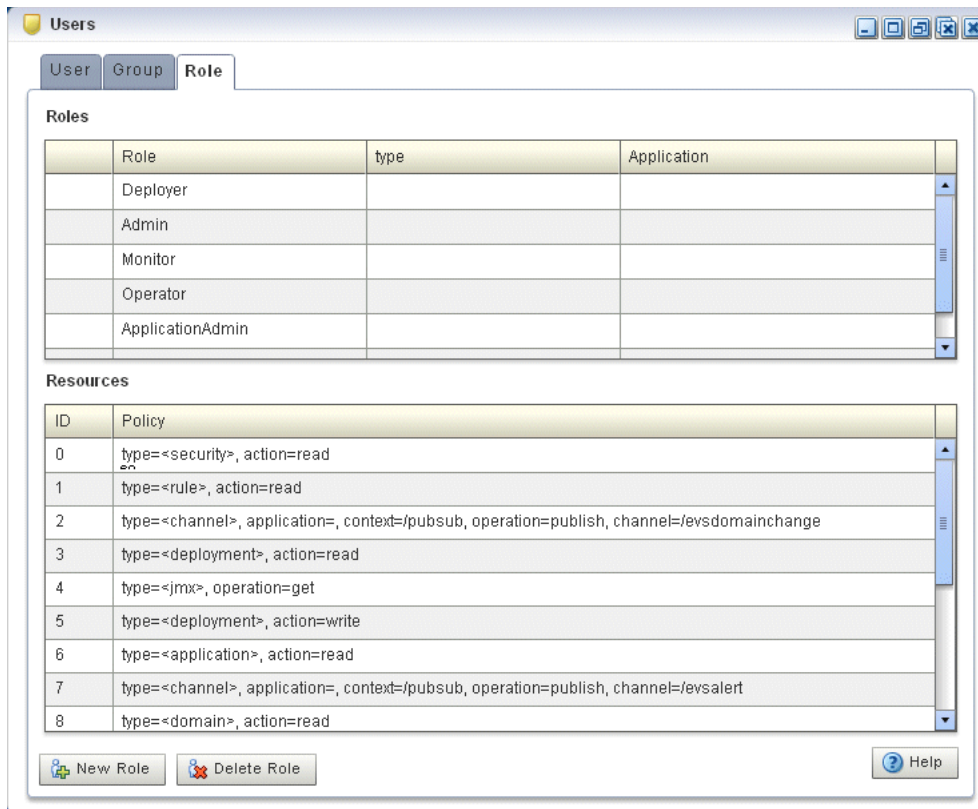 Users
User Group Role
Roles
Role type Application
Deployer
Admin
Monitor
Operator
ApplicationAdmin
Resources
ID Policy
0 type=<security>, action=read
1 type=<rule>, action=read
2 type=<channel>, application=, context=/pubsub, operation=publish, channel=/evsdomainchange
3 type=<deployment>, action=read
4 type=<jmx>, operation=get
5 type=<deployment>, action=write
6 type=<application>, action=read
7 type=<channel>, application=, context=/pubsub, operation=publish, channel=/evsalert
8 type=<domain>, action=read
New Role Delete Role Help